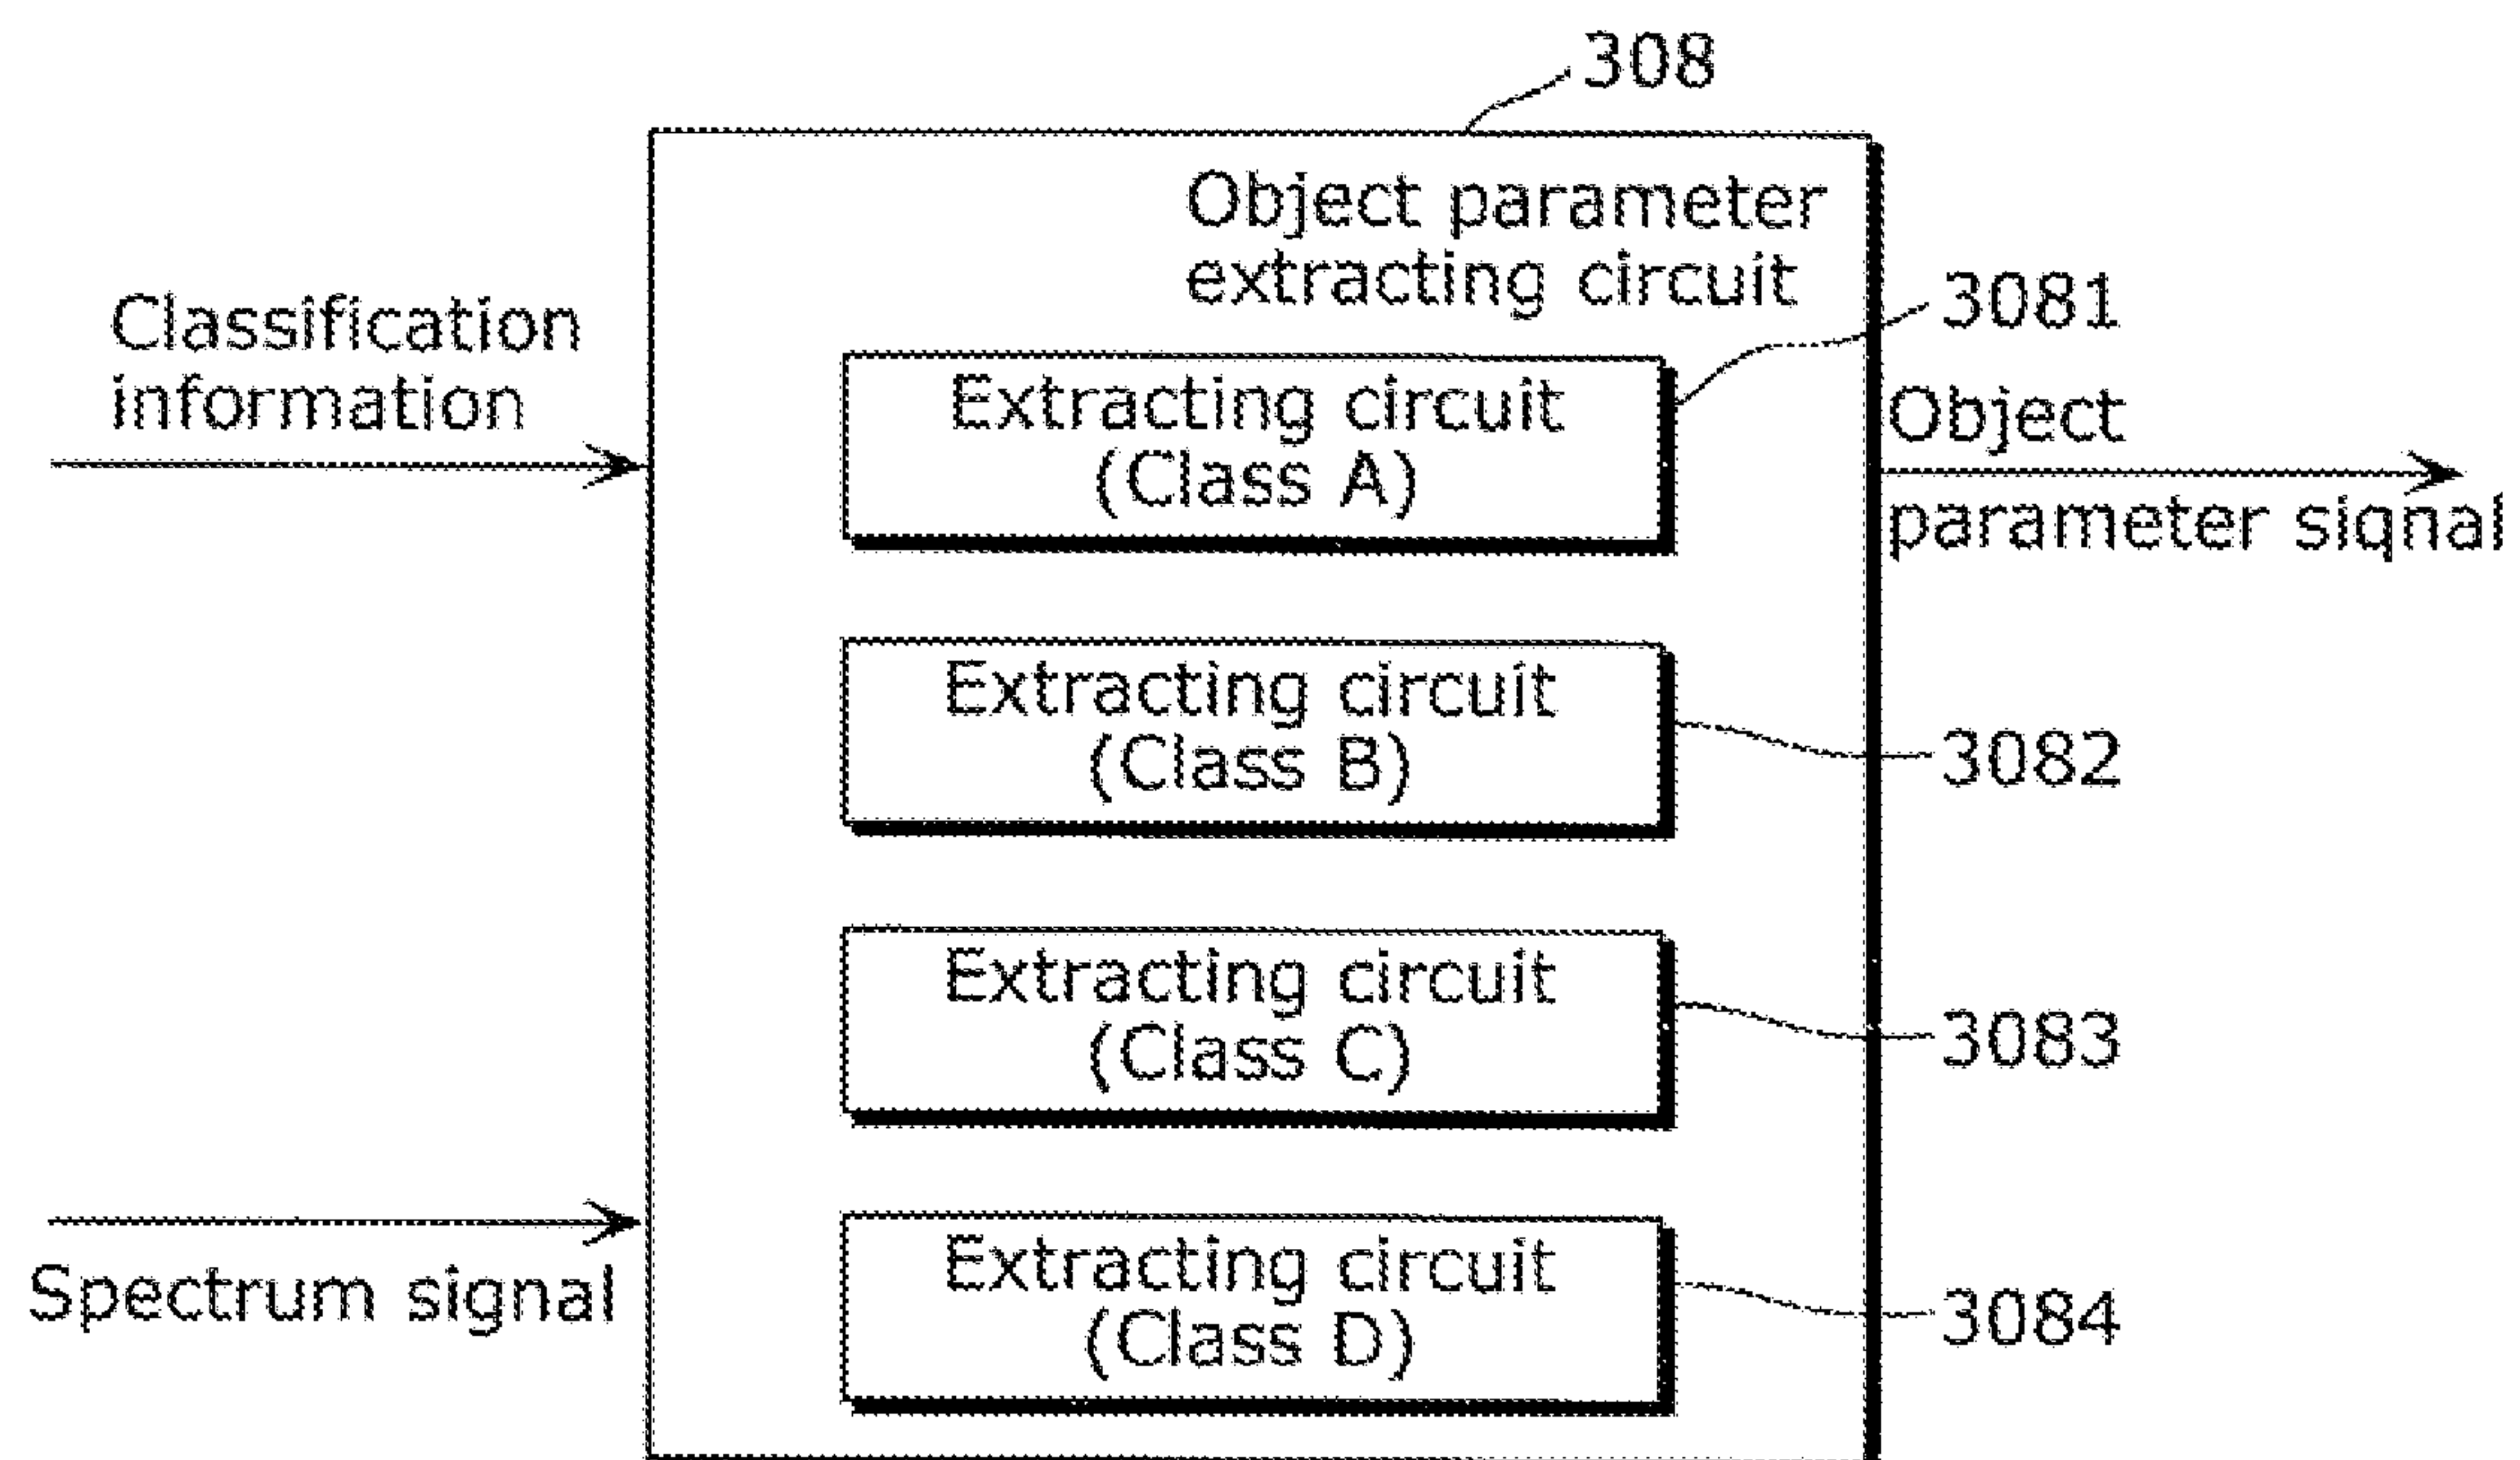 308
Object parameter
extracting circuit
Classification
information
3081
Extracting circuit
(Class A)
Object
parameter signal
Extracting circuit
(Class B)
3082
Extracting circuit
(Class C)
3083
Spectrum signal
Extracting circuit
(Class D)
3084